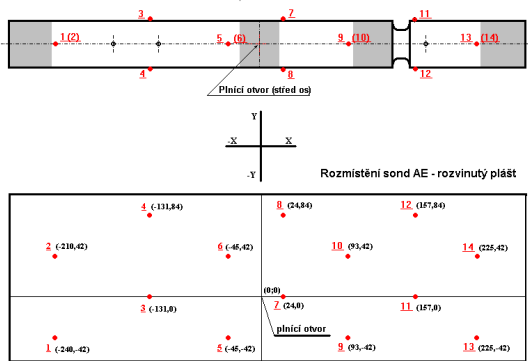 3 7 11
1 (2) 5 (6) 9 (10) 13 (14)
4 8 12
Plnící otvor (střed os)
Y
-X X
-Y
Rozmístění sond AE - rozvinutý plášt
4 (-131,84) 8 (24,84) 12 (157,84)
2 (-210,42) 6 (-45,42) 10 (93,42) 14 (225,42)
(0;0)
3 (-131,0) 7 (24,0) 11 (157,0)
plnící otvor
1 (-240,-42) 5 (-45,-42) 9 (93,-42) 13 (225,-42)